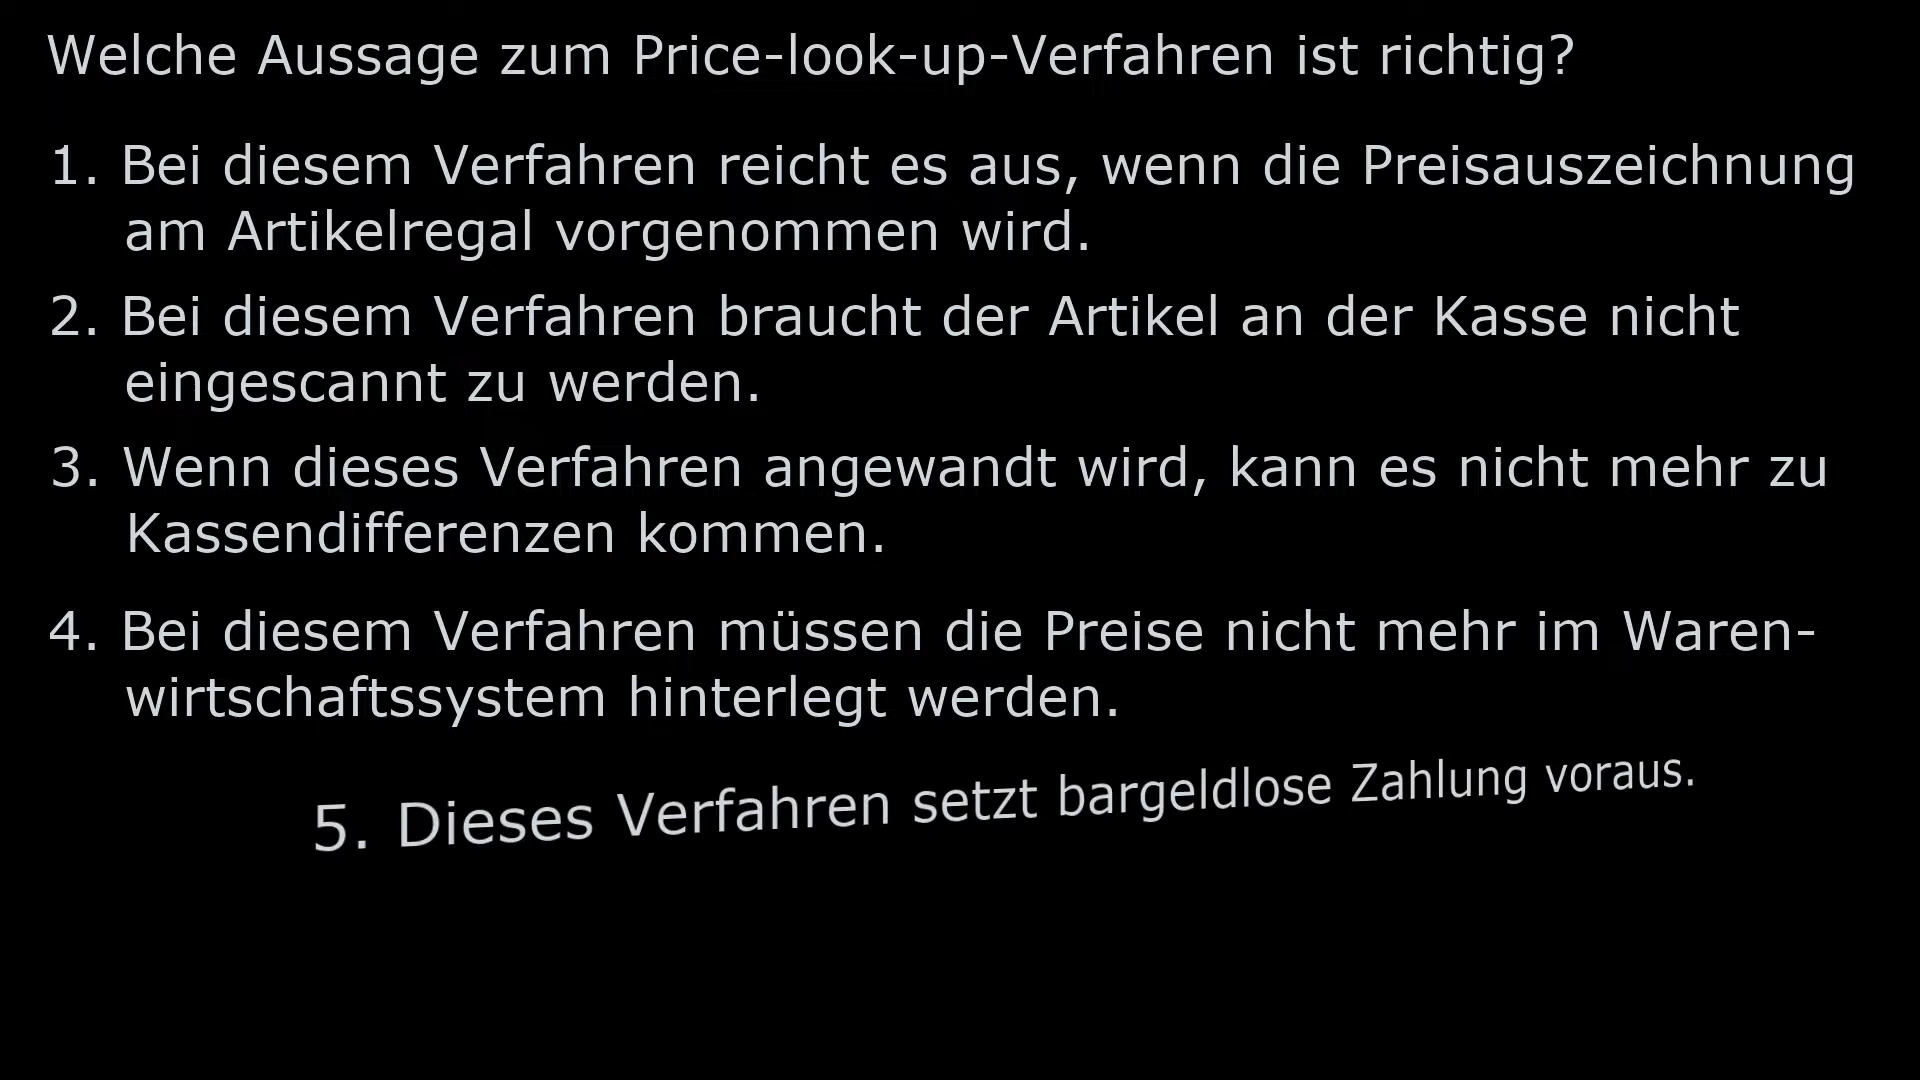 Welche Aussage zum Price-look-up-Verfahren ist richtig?
1. Bei diesem Verfahren reicht es aus, wenn die Preisauszeichnung
am Artikelregal vorgenommen wird.
2. Bei diesem Verfahren braucht der Artikel an der Kasse nicht
eingescannt zu werden.
3. Wenn dieses Verfahren angewandt wird, kann es nicht mehr zu
Kassendifferenzen kommen.
4. Bei diesem Verfahren müssen die Preise nicht mehr im Waren-
wirtschaftssystem hinterlegt werden.
5. Dieses Verfahren setzt bargeldlose Zahlung voraus.